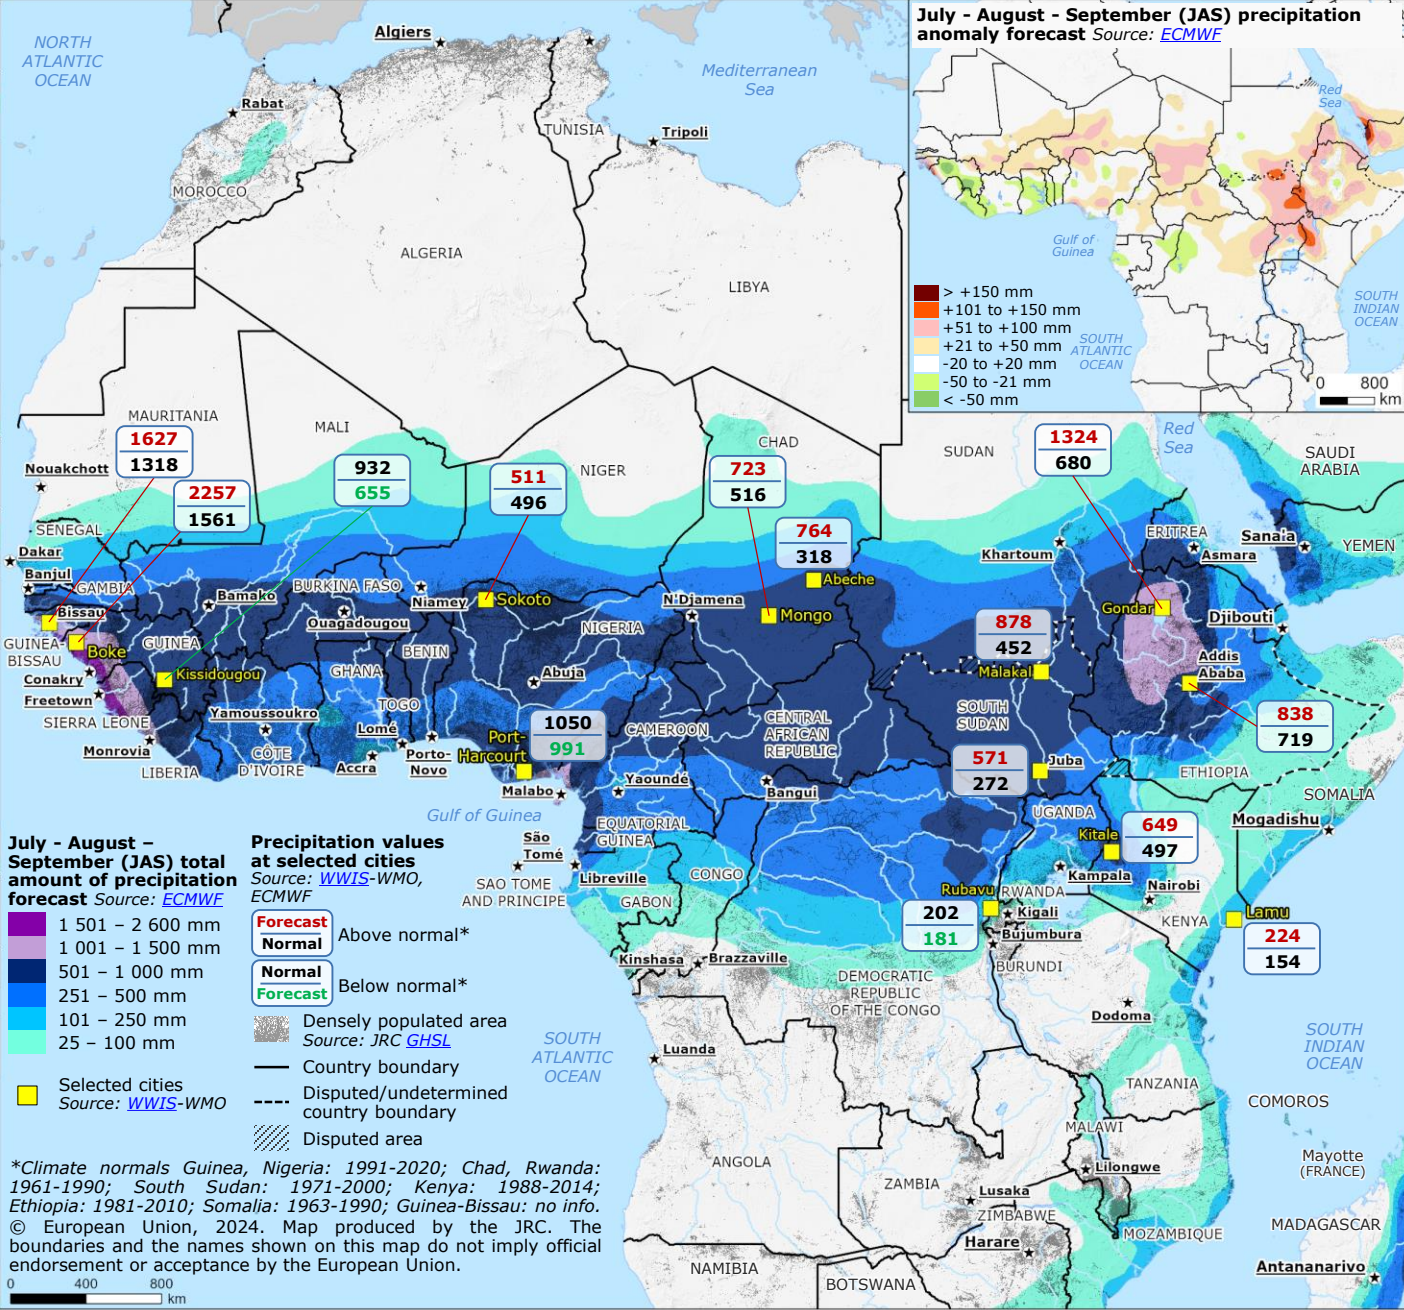 July - August - September (JAS) precipitation
anomaly forecast Source: ECMWF
Red
Sea
Gulf of
Guinea
SOUTH
ATLANTIC
OCEAN
SOUTH
INDIAN
OCEAN
> +150 mm
+101 to +150 mm
+51 to +100 mm
+21 to +50 mm
-20 to +20 mm
-50 to -21 mm
< -50 mm
0 800
km
NORTH
ATLANTIC
OCEAN
Algiers
Mediterranean
Sea
Rabat
TUNISIA
Tripoli
MOROCCO
ALGERIA
LIBYA
MAURITANIA
MALI
NIGER
CHAD
SUDAN
Red
Sea
SAUDI
ARABIA
1627
1318
2257
1561
932
655
511
496
723
516
764
318
1324
680
Nouakchott
SENEGAL
Dakar
Banjul
GAMBIA
Bissau
GUINEA-
BISSAU
Boke
GUINEA
Bamako
BURKINA FASO
Ouagadougou
Niamey
Sokoto
N'Djamena
Abeche
Mongo
Khartoum
ERITREA
Asmara
Sanaia
YEMEN
Gondar
Djibouti
878
452
Malakal
Addis
Ababa
838
719
Conakry
Freetown
SIERRA LEONE
Monrovia
LIBERIA
Kissidougou
Yamoussoukro
CÔTE
D'IVOIRE
GHANA
Accra
TOGO
Lomé
BENIN
Porto-
Novo
NIGERIA
Abuja
1050
991
Port-
Harcourt
Malabo
CAMEROON
Yaoundé
CENTRAL
AFRICAN
REPUBLIC
Bangui
SOUTH
SUDAN
571
272
Juba
ETHIOPIA
SOMALIA
Mogadishu
UGANDA
Kitale
649
497
Kampala
Nairobi
KENYA
Lamu
224
154
Gulf of Guinea
EQUATORIAL
GUINEA
São
Tomé
SAO TOME
AND PRINCIPE
Libreville
GABON
CONGO
Rubavu
RWANDA
Kigali
202
181
Bujumbura
BURUNDI
Kinshasa
Brazzaville
DEMOCRATIC
REPUBLIC
OF THE CONGO
Dodoma
TANZANIA
SOUTH
ATLANTIC
OCEAN
Luanda
SOUTH
INDIAN
OCEAN
COMOROS
MALAWI
Lilongwe
Mayotte
(FRANCE)
ANGOLA
ZAMBIA
Lusaka
ZIMBABWE
Harare
MOZAMBIQUE
MADAGASCAR
Antananarivo
NAMIBIA
BOTSWANA
July - August –
September (JAS) total
amount of precipitation
forecast Source: ECMWF
1 501 – 2 600 mm
1 001 – 1 500 mm
501 – 1 000 mm
251 – 500 mm
101 – 250 mm
25 – 100 mm
Selected cities
Source: WWIS-WMO
Precipitation values
at selected cities
Source: WWIS-WMO,
ECMWF
Forecast
Normal
Above normal*
Normal
Forecast
Below normal*
Densely populated area
Source: JRC GHSL
Country boundary
Disputed/undetermined
country boundary
Disputed area
*Climate normals Guinea, Nigeria: 1991-2020; Chad, Rwanda:
1961-1990; South Sudan: 1971-2000; Kenya: 1988-2014;
Ethiopia: 1981-2010; Somalia: 1963-1990; Guinea-Bissau: no info.
© European Union, 2024. Map produced by the JRC. The
boundaries and the names shown on this map do not imply official
endorsement or acceptance by the European Union.
0 400 800
km